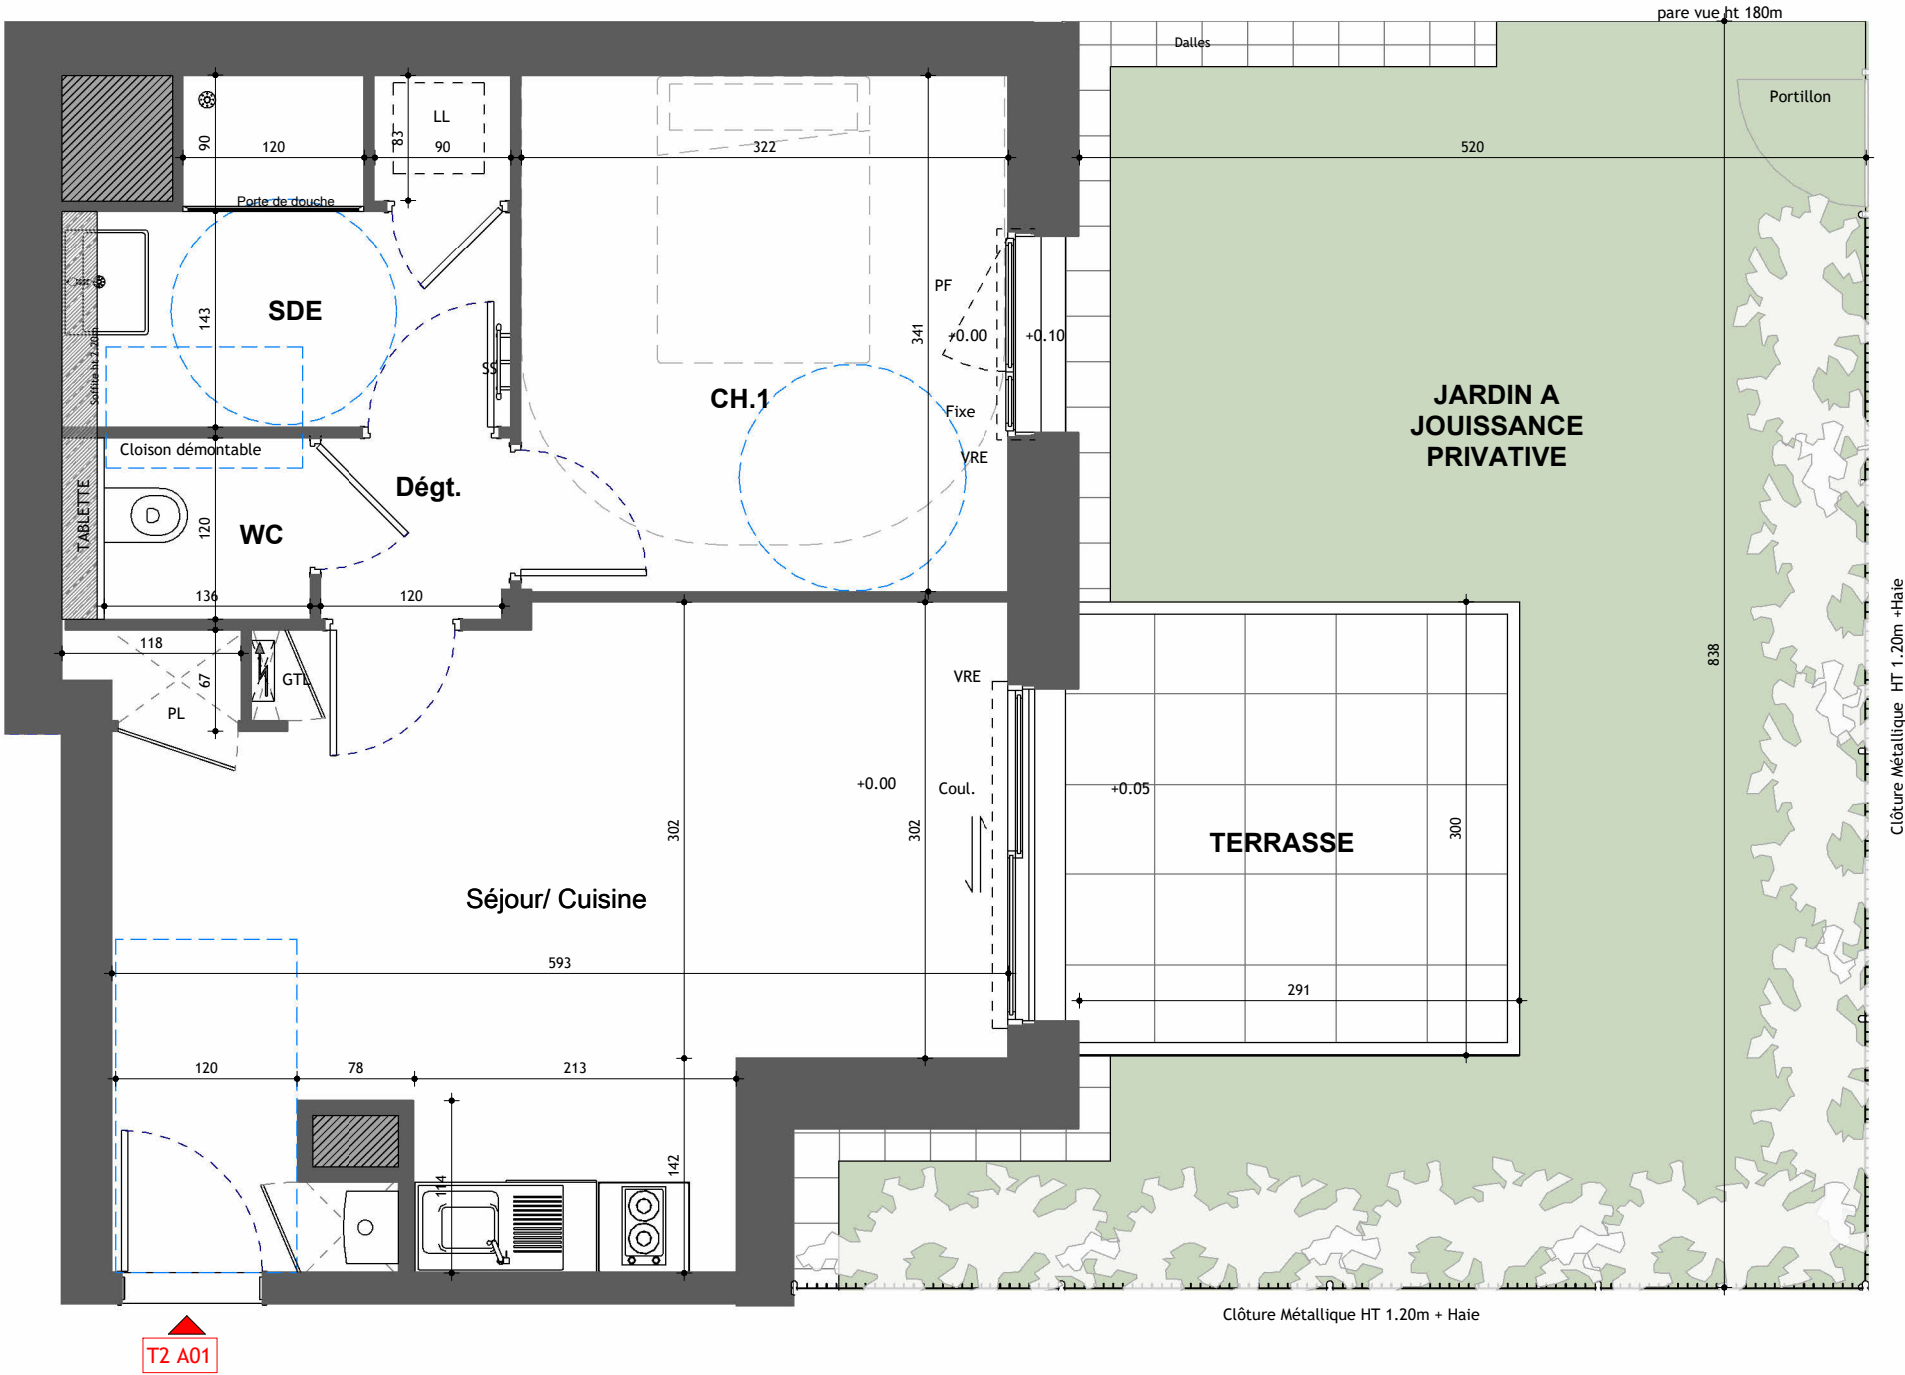 pare vue ht 180m
Dalles
Portillon
LL
90
120
83
90
322
520
Porte de douche
SDE
143
Soffite ht 2.20m
SS
PF
+0.00
+0.10
341
CH.1
Fixe
VRE
JARDIN A
JOUISSANCE
PRIVATIVE
Cloison démontable
TABLETTE
WC
120
Dégt.
136
120
118
67
PL
GTL
VRE
838
Clôture Métallique HT 1.20m +Haie
+0.00
Coul.
+0.05
302
302
TERRASSE
300
Séjour/ Cuisine
593
291
120
78
213
114
142
Clôture Métallique HT 1.20m + Haie
T2 A01